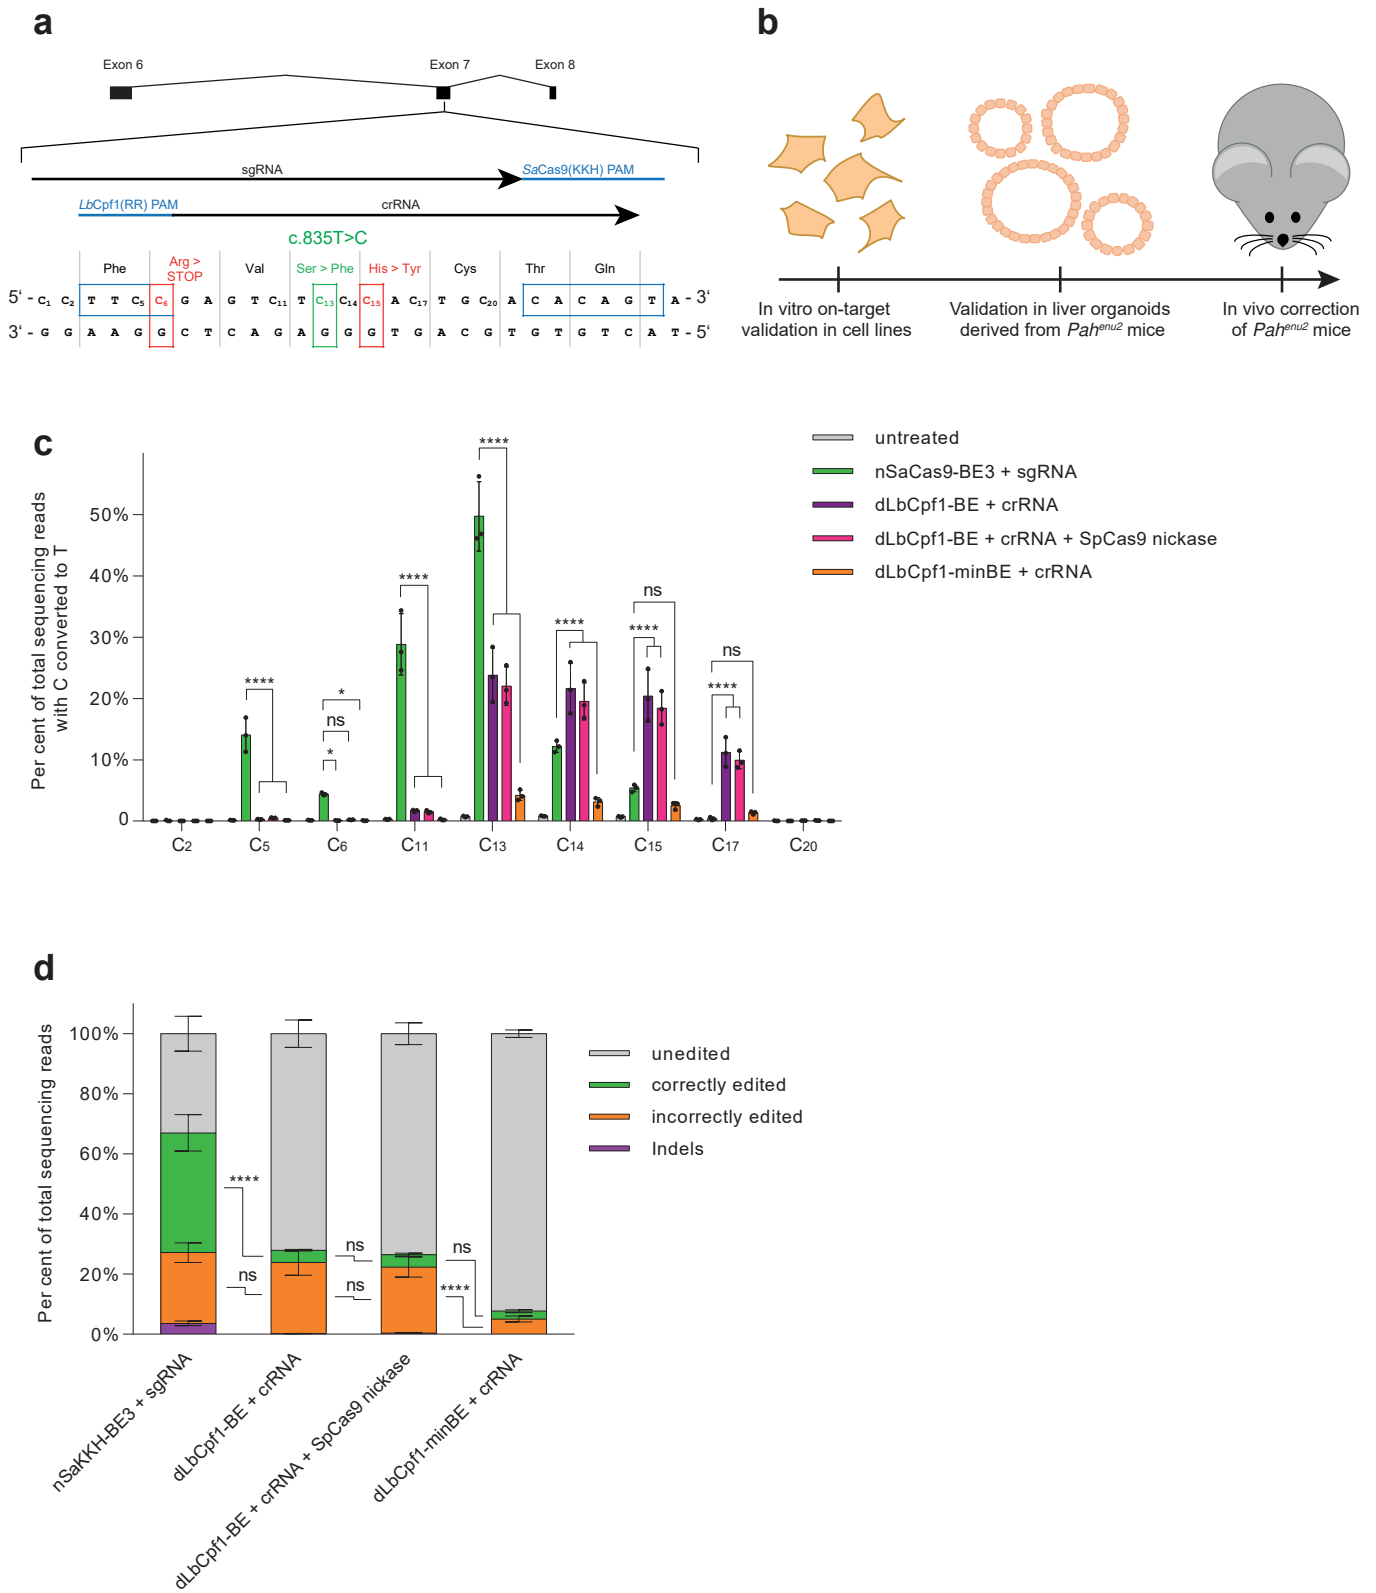 a
Exon 6 Exon 7 Exon 8
sgRNA SaCas9(KKH) PAM
LbCpf1(RR) PAM crRNA
c.835T>C
Phe Arg > STOP Val Ser > Phe His > Tyr Cys Thr Gln
5‘ - C1 C2 T T C5 C6 G A G T C11 T C13 C14 C15 A C17 T G C20 A C A C A G T A - 3‘
3‘ - G G A A G G C T C A G A G G G T G A C G T G T G T C A T - 5‘
b
In vitro on-target
validation in cell lines
Validation in liver organoids
derived from Pahenu2 mice
In vivo correction
of Pahenu2 mice
c
Per cent of total sequencing reads
with C converted to T
50%
40%
30%
20%
10%
0
**** * ns * **** **** **** ns **** ns ****
C2 C5 C6 C11 C13 C14 C15 C17 C20
untreated
nSaCas9-BE3 + sgRNA
dLbCpf1-BE + crRNA
dLbCpf1-BE + crRNA + SpCas9 nickase
dLbCpf1-minBE + crRNA
d
Per cent of total sequencing reads
100%
80%
60%
40%
20%
0%
**** ns ns
ns ns ****
nSaKKH-BE3 + sgRNA
dLbCpf1-BE + crRNA
dLbCpf1-BE + crRNA + SpCas9 nickase
dLbCpf1-minBE + crRNA
unedited
correctly edited
incorrectly edited
Indels